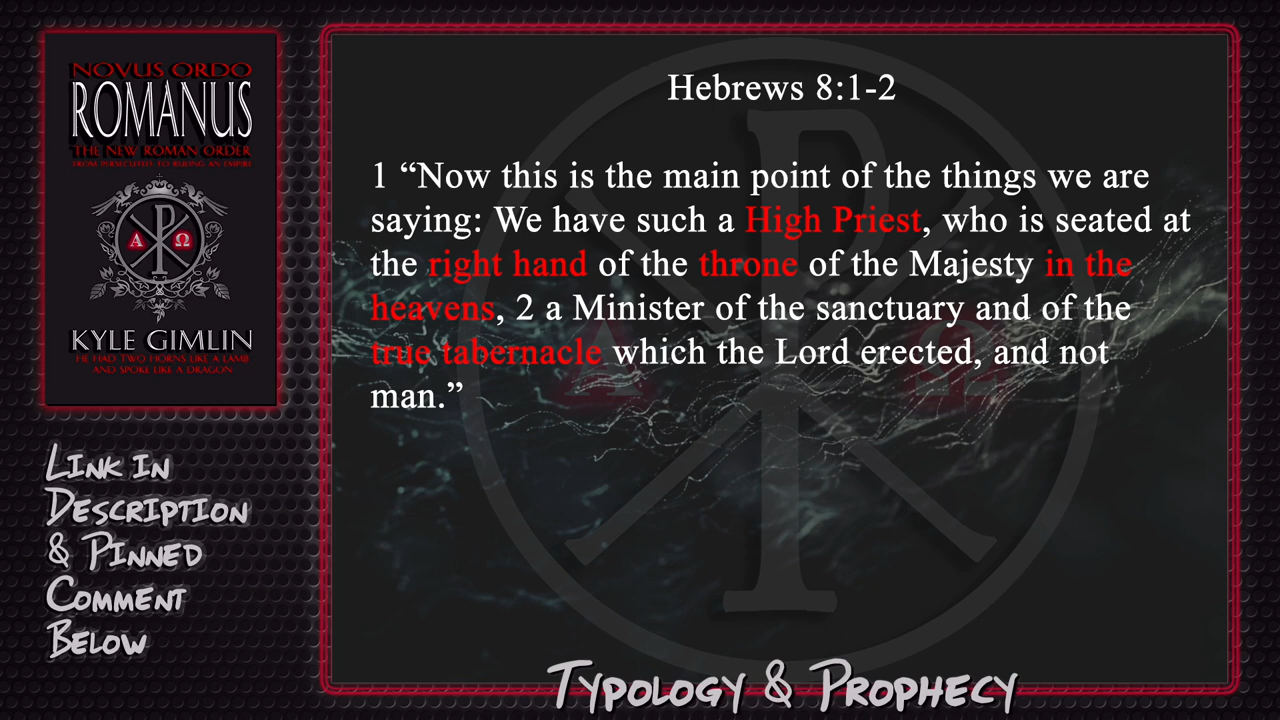 NOVUS ORDO
ROMANUS
THE NEW ROMAN ORDER
FROM PERSECUTED TO RULING AN EMPIRE
Α Ω
KYLE GIMLIN
HE HAD TWO HORNS LIKE A LAMB
AND SPOKE LIKE A DRAGON
LINK IN
DESCRIPTION
& PINNED
COMMENT
BELOW
Hebrews 8:1-2
1 “Now this is the main point of the things we are
saying: We have such a High Priest, who is seated at
the right hand of the throne of the Majesty in the
heavens, 2 a Minister of the sanctuary and of the
true tabernacle which the Lord erected, and not
man.”
Α Ω
TYPOLOGY & PROPHECY